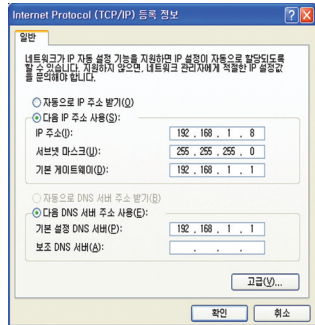 Internet Protocol (TCP/IP) 등록 정보
일반
네트워크가 IP 자동 설정 기능을 지원하면 IP 설정이 자동으로 할당되도록
할 수 있습니다. 지원하지 않으면, 네트워크 관리자에게 적절한 IP 설정값
을 문의해야 합니다.
자동으로 IP 주소 받기(O)
다음 IP 주소 사용(S):
IP 주소(I): 192 . 168 . 1 . 8
서브넷 마스크(U): 255 . 255 . 255 . 0
기본 게이트웨이(D): 192 . 168 . 1 . 1
자동으로 DNS 서버 주소 받기(B)
다음 DNS 서버 주소 사용(E):
기본 설정 DNS 서버(P): 192 . 168 . 1 . 1
보조 DNS 서버(A): . . .
고급(V)...
확인 취소